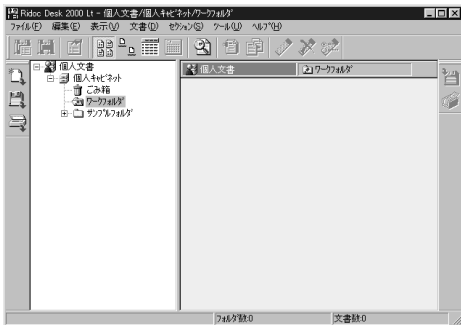 Ridoc Desk 2000 Lt - 個人文書/個人ｷｬﾋﾞﾈｯﾄ/ﾜｰｸﾌｫﾙﾀﾞ
ﾌｧｲﾙ(F) 編集(E) 表示(V) 文書(D) ｾｸｼｮﾝ(S) ﾂｰﾙ(U) ﾍﾙﾌﾟ(H)
個人文書
個人ｷｬﾋﾞﾈｯﾄ
ごみ箱
ﾜｰｸﾌｫﾙﾀﾞ
ｻﾝﾌﾟﾙﾌｫﾙﾀﾞ
個人文書 ﾜｰｸﾌｫﾙﾀﾞ
ﾌｫﾙﾀﾞ数:0 文書数:0